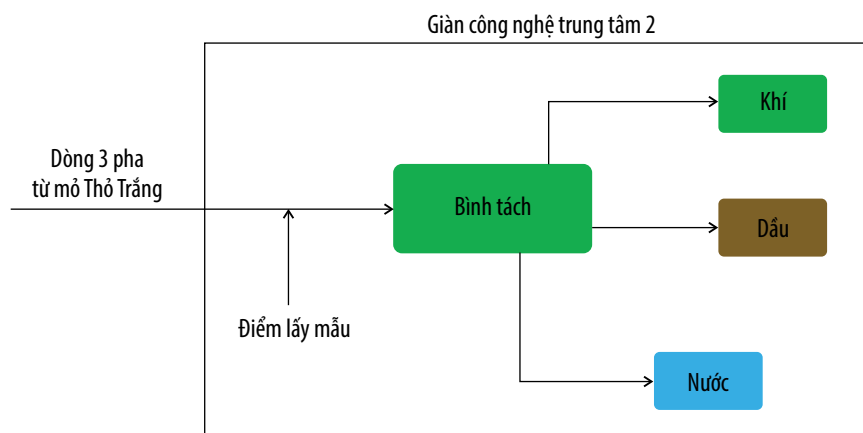 Giàn công nghệ trung tâm 2
Khí
Dòng 3 pha
từ mỏ Thỏ Trắng
Bình tách
Dầu
Điểm lấy mẫu
Nước